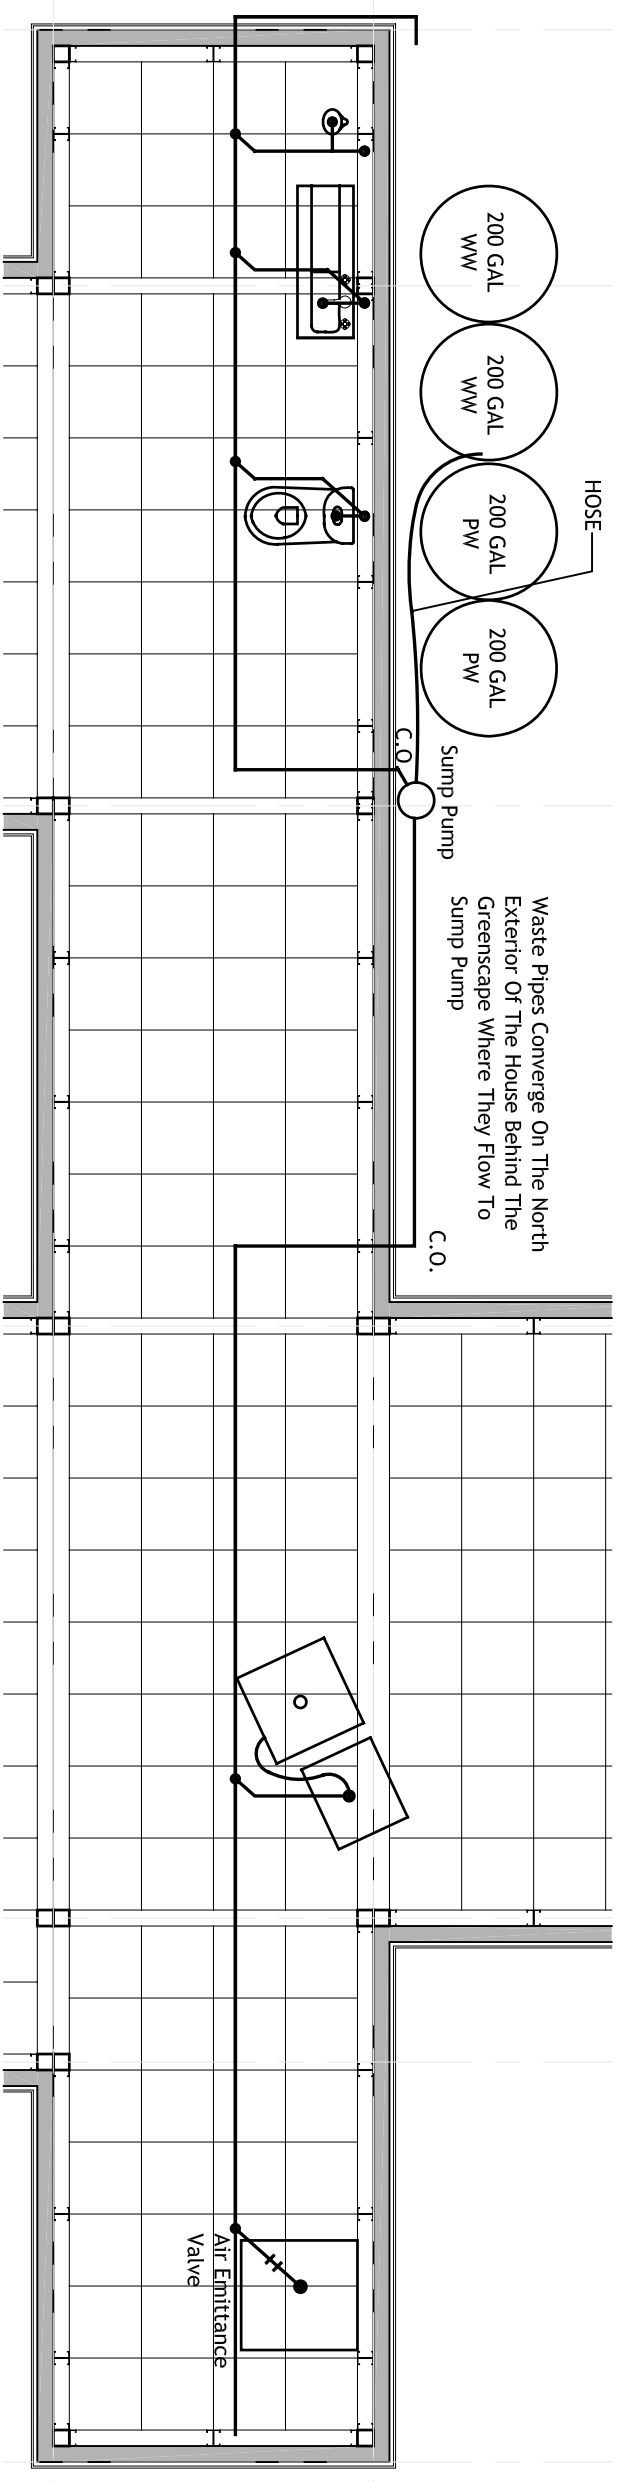 200 GAL
WW
200 GAL
WW
200 GAL
PW
200 GAL
PW
HOSE
C.O
Sump Pump
Waste Pipes Converge On The North
Exterior Of The House Behind The
Greenscape Where They Flow To
Sump Pump
C.O.
Air Emittance
Valve